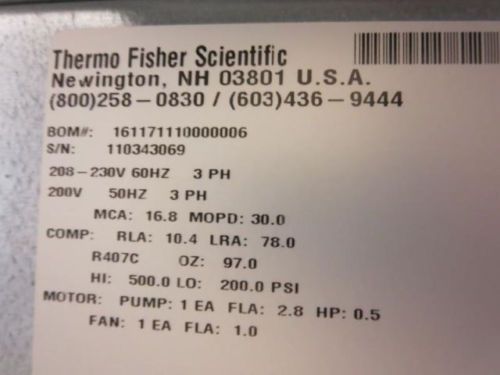 Thermo Fisher Scientific
Newington, NH 03801 U.S.A.
(800)258-0830 / (603)436-9444
BOM#: 161171110000006
S/N: 110343069
208-230V 60HZ 3 PH
200V 50HZ 3 PH
MCA: 16.8 MOPD: 30.0
COMP: RLA: 10.4 LRA: 78.0
R407C OZ: 97.0
HI: 500.0 LO: 200.0 PSI
MOTOR: PUMP: 1 EA FLA: 2.8 HP: 0.5
FAN: 1 EA FLA: 1.0